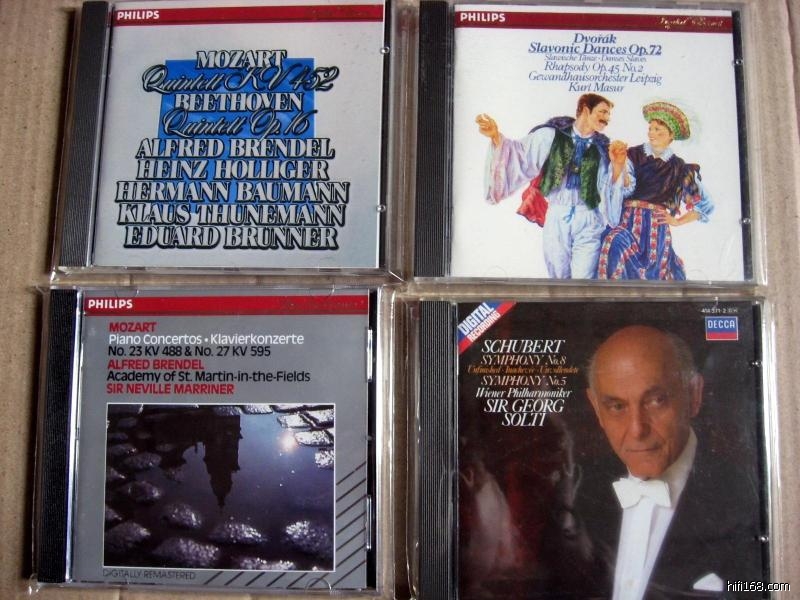 PHILIPS
MOZART
Quintett KV 452
BEETHOVEN
Quintett Op.16
ALFRED BRENDEL
HEINZ HOLLIGER
HERMANN BAUMANN
KLAUS THUNEMANN
EDUARD BRUNNER
PHILIPS
Dvořák
Slavonic Dances Op.72
Slawische Tänze · Danses Slaves
Rhapsody Op.45 No.2
Gewandhausorchester Leipzig
Kurt Masur
PHILIPS
MOZART
Piano Concertos • Klavierkonzerte
No. 23 KV 488 & No. 27 KV 595
ALFRED BRENDEL
Academy of St. Martin-in-the-Fields
SIR NEVILLE MARRINER
DIGITALLY REMASTERED
DIGITAL
RECORDING
DECCA
SCHUBERT
SYMPHONY No.8
Unfinished · Inachevée · Unvollendete
SYMPHONY No.5
Wiener Philharmoniker
SIR GEORG
SOLTI
hifi168.com